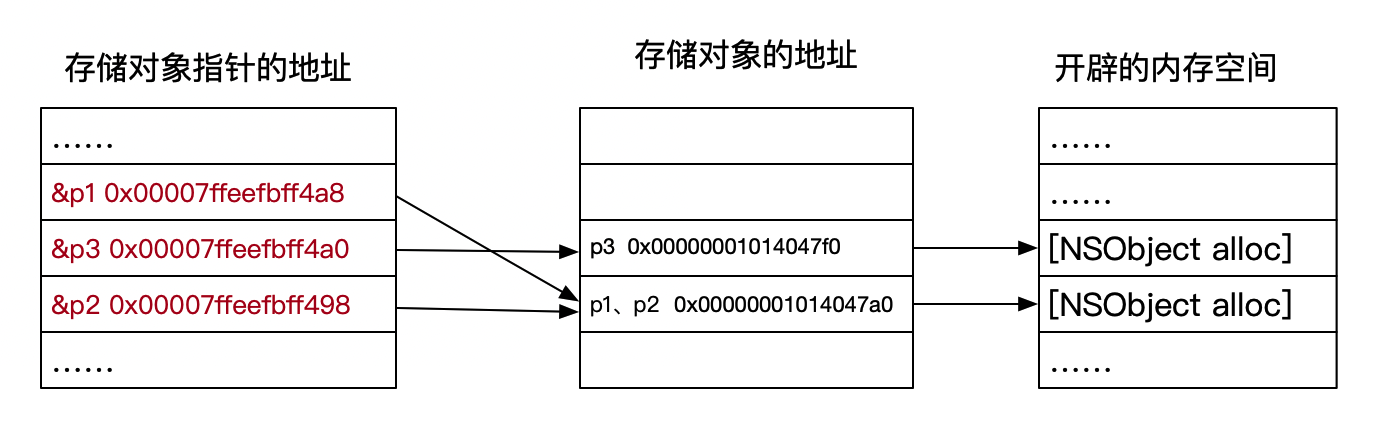 存储对象指针的地址
存储对象的地址
开辟的内存空间
……
&p1 0x00007ffeefbff4a8
&p3 0x00007ffeefbff4a0
&p2 0x00007ffeefbff498
……
p3 0x00000001014047f0
p1、p2 0x00000001014047a0
……
……
[NSObject alloc]
[NSObject alloc]
……